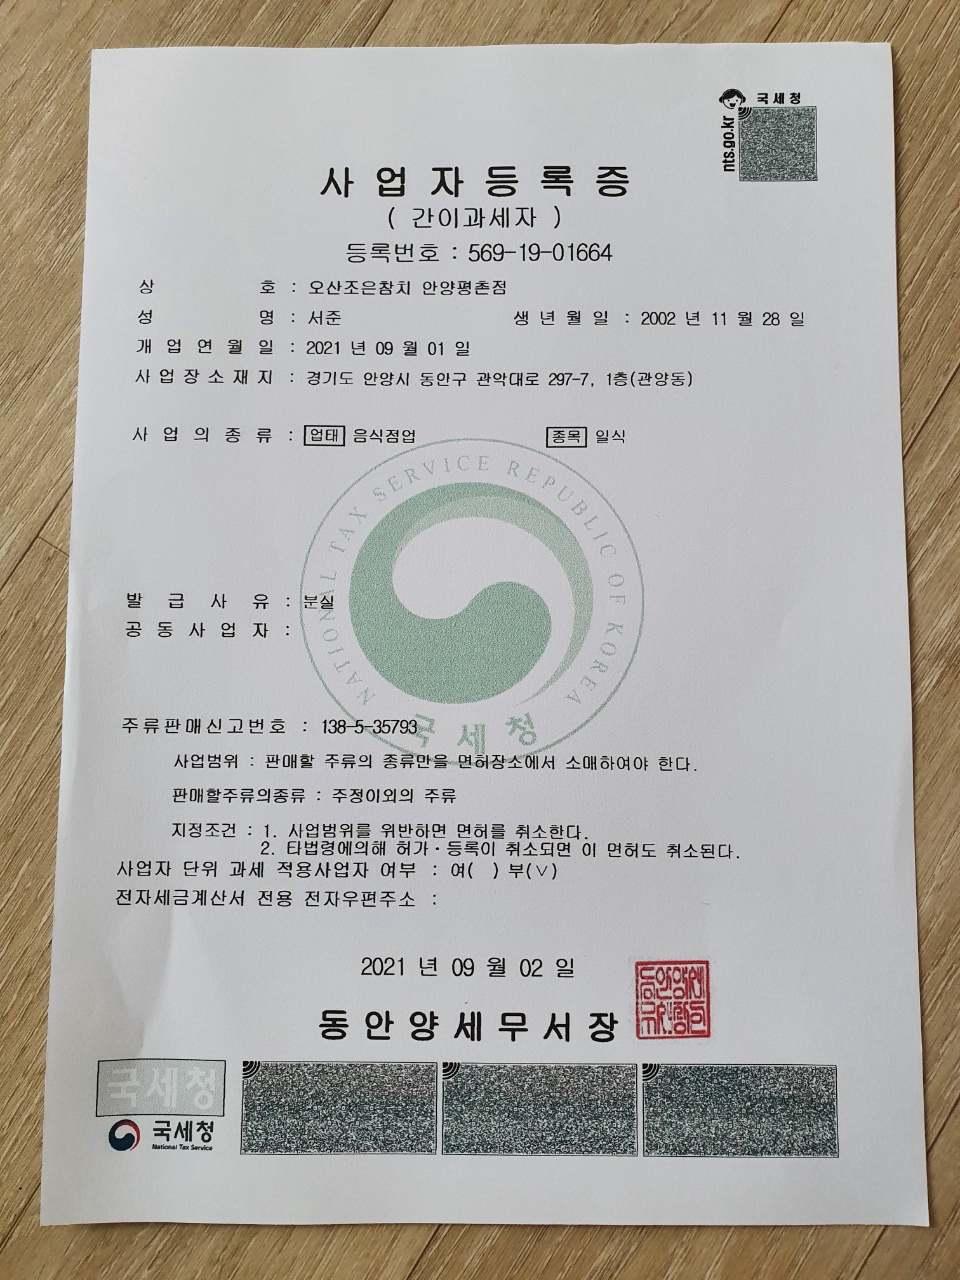 국세청
nts.go.kr
사업자등록증
( 간이과세자 )
등록번호 : 569-19-01664
상 호 : 오산조은참치 안양평촌점
성 명 : 서준 생년월일 : 2002 년 11 월 28 일
개업연월일 : 2021 년 09 월 01 일
사업장소재지 : 경기도 안양시 동안구 관악대로 297-7, 1층(관양동)
사업의종류 : 업태 음식점업 종목 일식
NATIONAL TAX SERVICE REPUBLIC OF KOREA
발급사유 : 분실
공동사업자 :
국세청
주류판매신고번호 : 138-5-35793
사업범위 : 판매할 주류의 종류만을 면허장소에서 소매하여야 한다.
판매할주류의종류 : 주정이외의 주류
지정조건 : 1. 사업범위를 위반하면 면허를 취소한다.
2. 타법령에의해 허가·등록이 취소되면 이 면허도 취소된다.
사업자 단위 과세 적용사업자 여부 : 여( ) 부(∨)
전자세금계산서 전용 전자우편주소 :
2021 년 09 월 02 일
동안양세무서장
국세청
국세청
National Tax Service